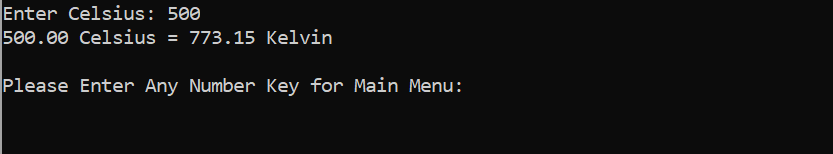 Enter Celsius: 500
500.00 Celsius = 773.15 Kelvin
Please Enter Any Number Key for Main Menu: